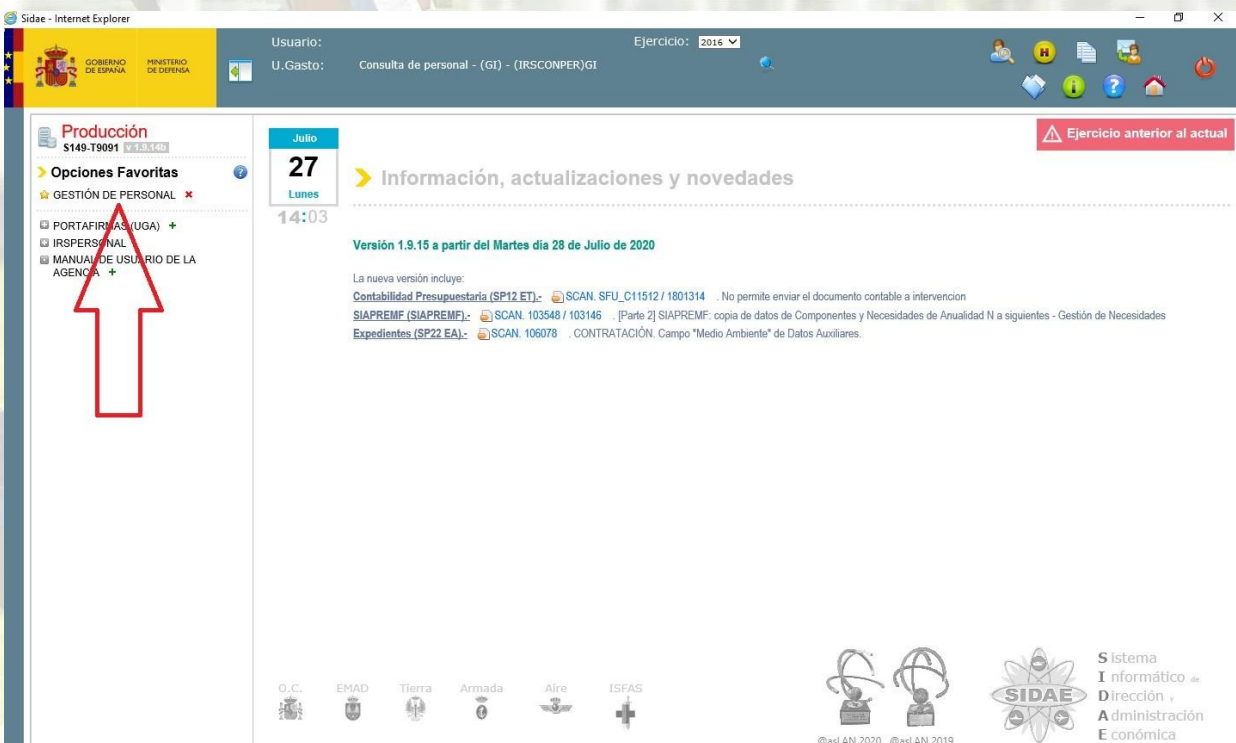 Sidae - Internet Explorer
GOBIERNO DE ESPAÑA
MINISTERIO DE DEFENSA
Usuario:
Ejercicio: 2016
U.Gasto: Consulta de personal - (GI) - (IRSCONPER)GI
Producción
S149-T9091 v 1.9.14b
Opciones Favoritas
GESTIÓN DE PERSONAL
PORTAFIRMAS (UGA) +
IRSPERSONAL
MANUAL DE USUARIO DE LA
AGENCIA +
Julio
27
Lunes
14:03
Ejercicio anterior al actual
Información, actualizaciones y novedades
Versión 1.9.15 a partir del Martes día 28 de Julio de 2020
La nueva versión incluye:
Contabilidad Presupuestaria (SP12 ET).- SCAN. SFU_C11512 / 1801314 . No permite enviar el documento contable a intervencion
SIAPREMF (SIAPREMF).- SCAN. 103548 / 103146 . [Parte 2] SIAPREMF: copia de datos de Componentes y Necesidades de Anualidad N a siguientes - Gestión de Necesidades
Expedientes (SP22 EA).- SCAN. 106078 . CONTRATACIÓN. Campo "Medio Ambiente" de Datos Auxiliares.
O.C. EMAD Tierra Armada Aire ISFAS
@asLAN 2020 @asLAN 2019
SIDAE
Sistema
Informático de
Dirección y
Administración
Económica